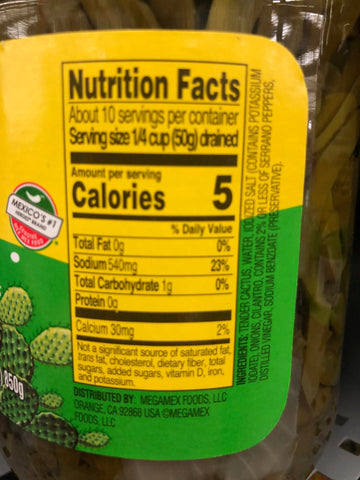 Nutrition Facts
About 10 servings per container
Serving size 1/4 cup (50g) drained
Amount per serving
Calories 5
% Daily Value
Total Fat 0g 0%
Sodium 540mg 23%
Total Carbohydrate 1g 0%
Protein 0g
Calcium 30mg 2%
Not a significant source of saturated fat,
trans fat, cholesterol, dietary fiber, total
sugars, added sugars, vitamin D, iron,
and potassium.
DISTRIBUTED BY: MEGAMEX FOODS, LLC
ORANGE, CA 92868 USA ©MEGAMEX
FOODS, LLC
INGREDIENTS: TENDER CACTUS, WATER, IODIZED SALT (CONTAINS POTASSIUM
IODATE), ONIONS, CILANTRO, CONTAINS 2% OR LESS OF SERRANO PEPPERS,
DISTILLED VINEGAR, SODIUM BENZOATE (PRESERVATIVE).
MEXICO'S #1
850g